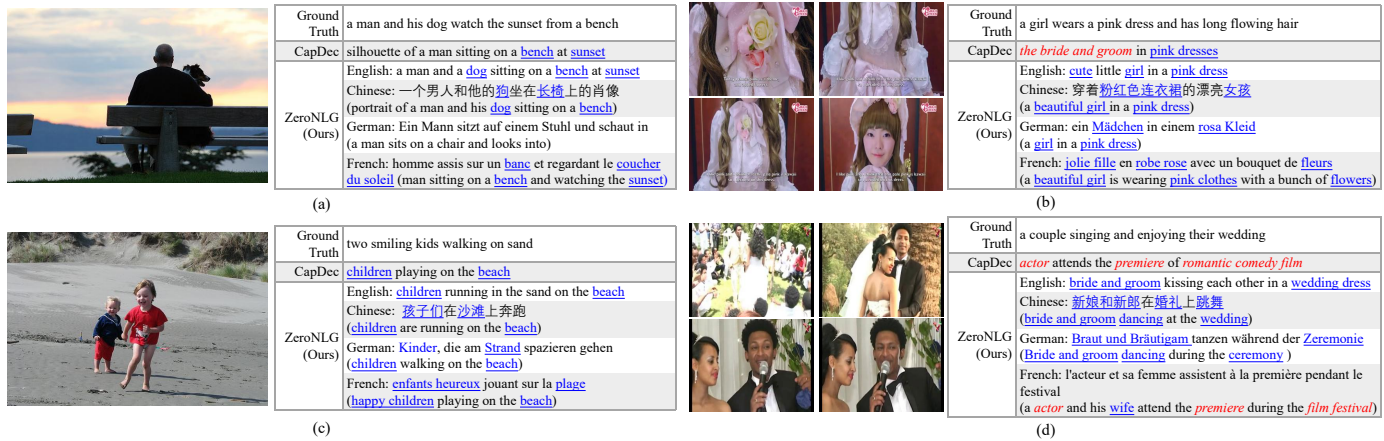 Ground Truth
a man and his dog watch the sunset from a bench
CapDec
silhouette of a man sitting on a bench at sunset
ZeroNLG (Ours)
English: a man and a dog sitting on a bench at sunset
Chinese: 一个男人和他的狗坐在长椅上的肖像
(portrait of a man and his dog sitting on a bench)
German: Ein Mann sitzt auf einem Stuhl und schaut in
(a man sits on a chair and looks into)
French: homme assis sur un banc et regardant le coucher
du soleil (man sitting on a bench and watching the sunset)
(a)
Ground Truth
a girl wears a pink dress and has long flowing hair
CapDec
the bride and groom in pink dresses
ZeroNLG (Ours)
English: cute little girl in a pink dress
Chinese: 穿着粉红色连衣裙的漂亮女孩
(a beautiful girl in a pink dress)
German: ein Mädchen in einem rosa Kleid
(a girl in a pink dress)
French: jolie fille en robe rose avec un bouquet de fleurs
(a beautiful girl is wearing pink clothes with a bunch of flowers)
(b)
Ground Truth
two smiling kids walking on sand
CapDec
children playing on the beach
ZeroNLG (Ours)
English: children running in the sand on the beach
Chinese: 孩子们在沙滩上奔跑
(children are running on the beach)
German: Kinder, die am Strand spazieren gehen
(children walking on the beach)
French: enfants heureux jouant sur la plage
(happy children playing on the beach)
(c)
Ground Truth
a couple singing and enjoying their wedding
CapDec
actor attends the premiere of romantic comedy film
ZeroNLG (Ours)
English: bride and groom kissing each other in a wedding dress
Chinese: 新娘和新郎在婚礼上跳舞
(bride and groom dancing at the wedding)
German: Braut und Bräutigam tanzen während der Zeremonie
(Bride and groom dancing during the ceremony )
French: l'acteur et sa femme assistent à la première pendant le
festival
(a actor and his wife attend the premiere during the film festival)
(d)